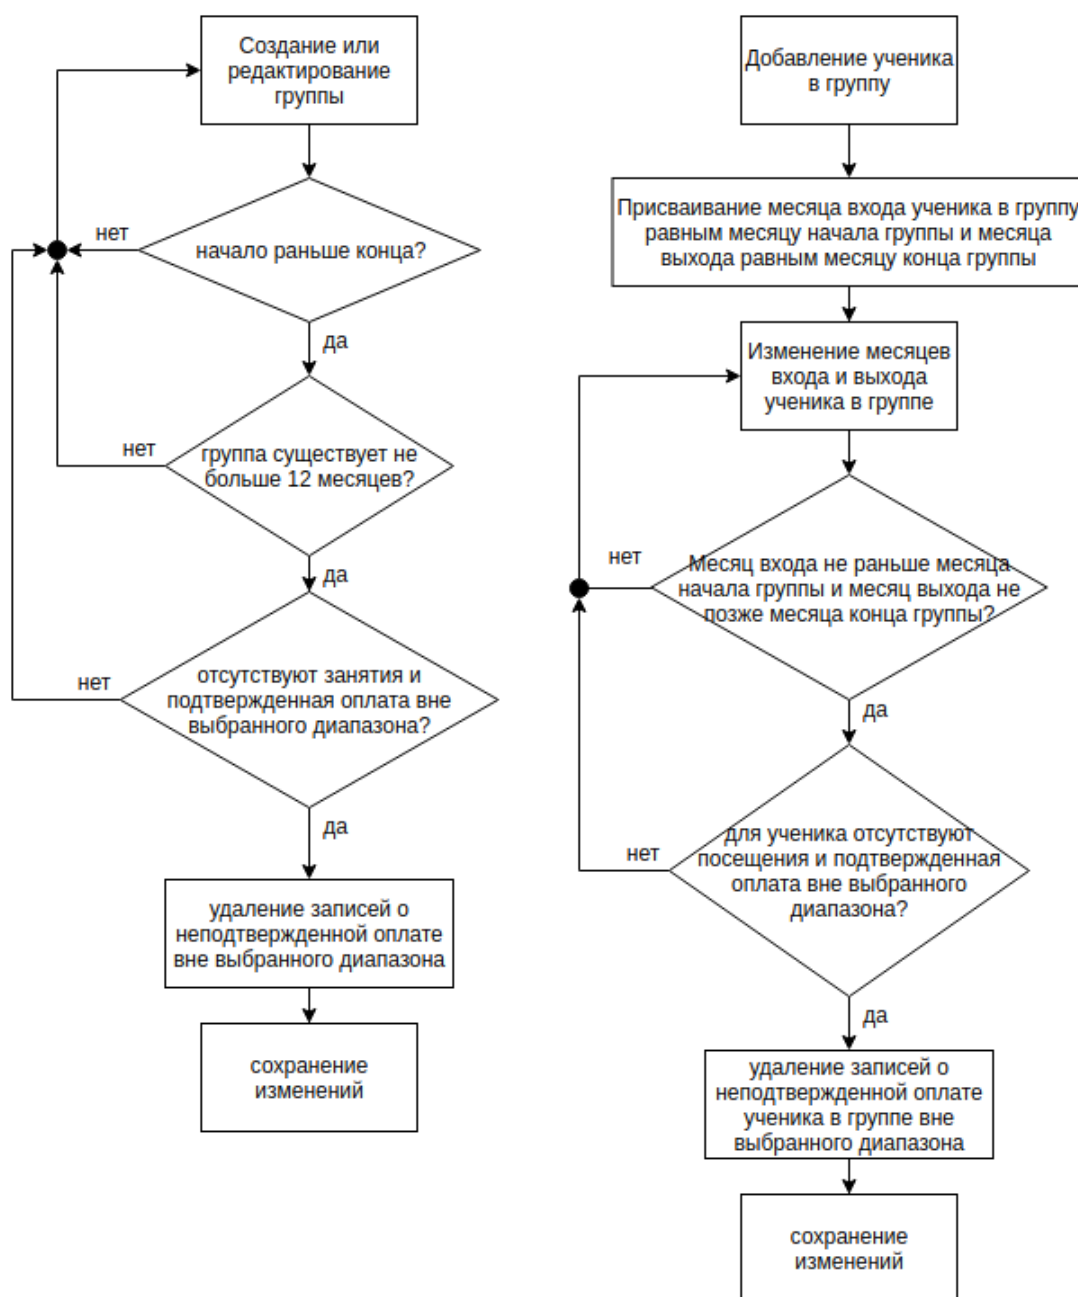 Создание или
редактирование
группы
начало раньше конца?
нет
да
группа существует не
больше 12 месяцев?
нет
да
отсутствуют занятия и
подтвержденная оплата вне
выбранного диапазона?
нет
да
удаление записей о
неподтвержденной оплате
вне выбранного диапазона
сохранение
изменений
Добавление ученика
в группу
Присваивание месяца входа ученика в группу
равным месяцу начала группы и месяца
выхода равным месяцу конца группы
Изменение месяцев
входа и выхода
ученика в группе
Месяц входа не раньше месяца
начала группы и месяц выхода не
позже месяца конца группы?
нет
да
для ученика отсутствуют
посещения и подтвержденная
оплата вне выбранного
диапазона?
нет
да
удаление записей о
неподтвержденной оплате
ученика в группе вне
выбранного диапазона
сохранение
изменений